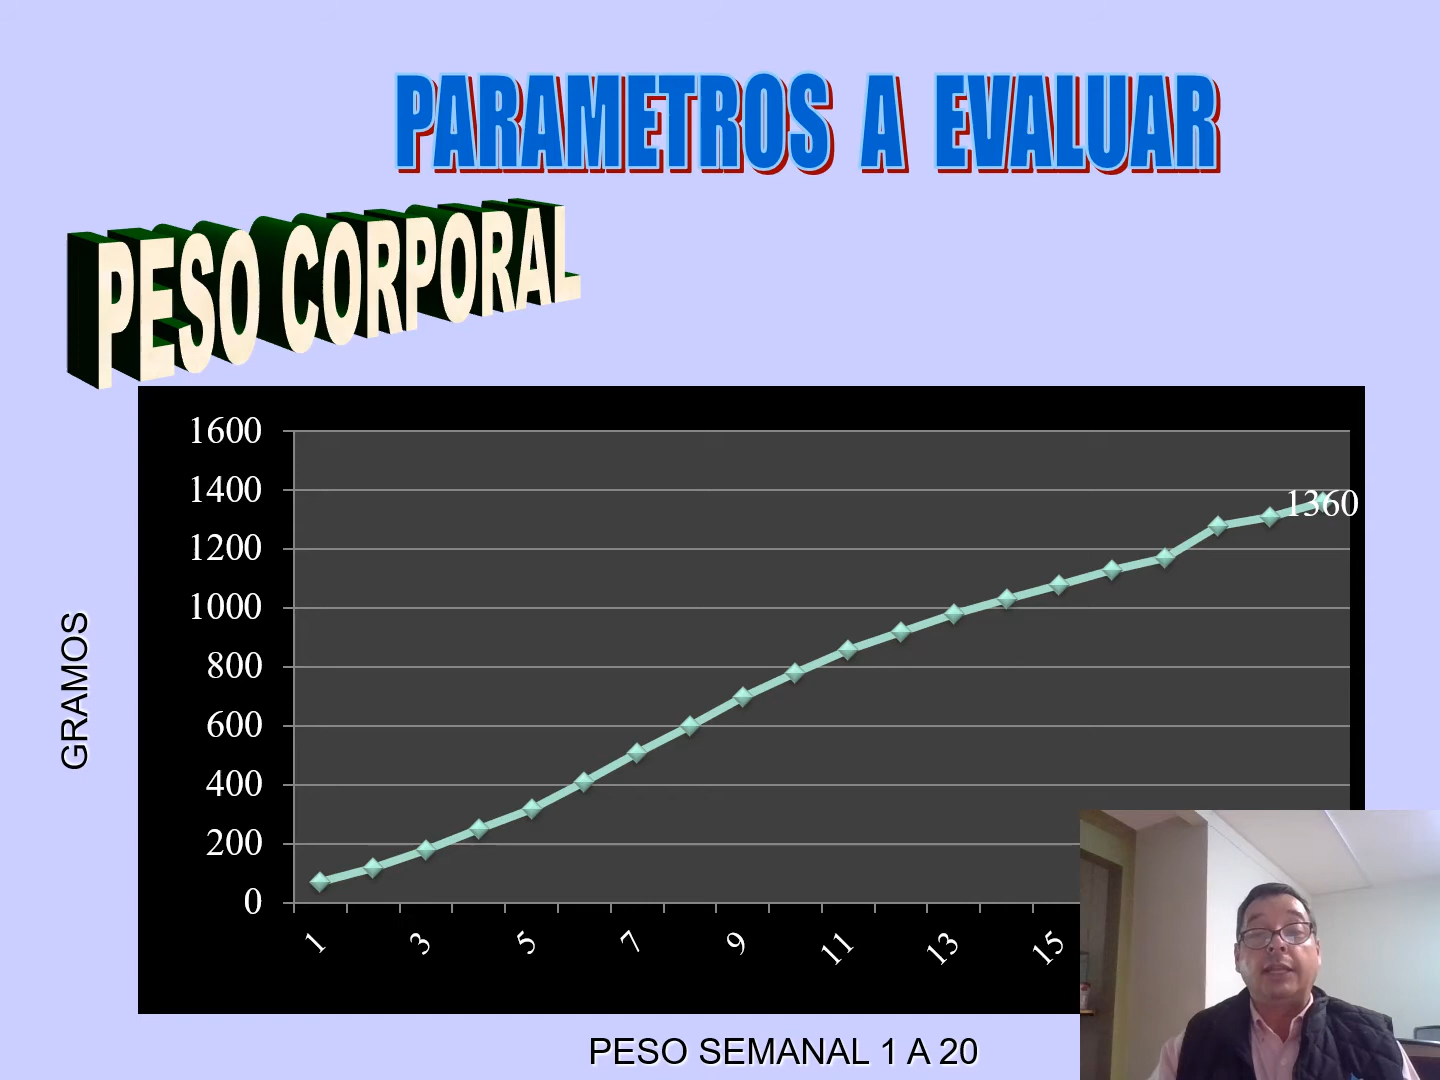 PARAMETROS A EVALUAR
PESO CORPORAL
1600
1400
1200
1000
800
600
400
200
0
1360
GRAMOS
1 3 5 7 9 11 13 15
PESO SEMANAL 1 A 20